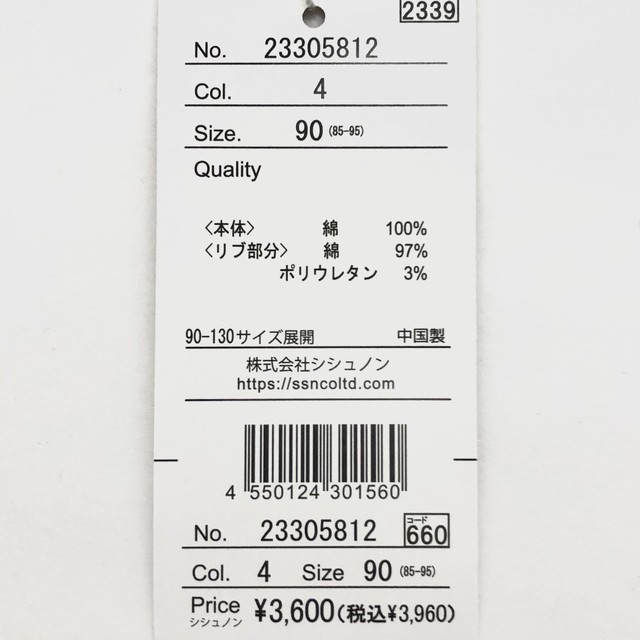 2339
No. 23305812
Col. 4
Size. 90 (85-95)
Quality
〈本体〉 綿 100%
〈リブ部分〉 綿 97%
ポリウレタン 3%
90-130サイズ展開 中国製
株式会社シシュノン
https://ssncoltd.com
4 550124 301560
No. 23305812 コード 660
Col. 4 Size 90 (85-95)
Price ¥3,600(税込¥3,960)
シシュノン